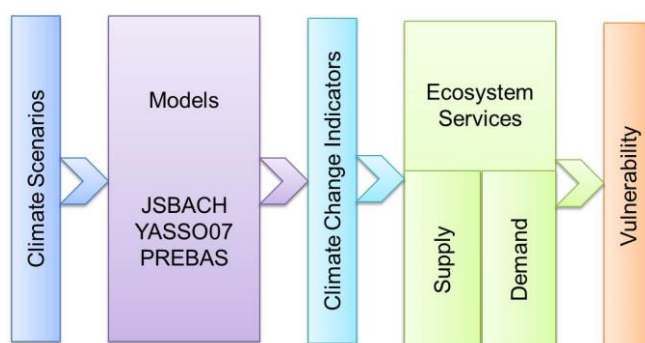 Climate Scenarios
Models
JSBACH
YASSO07
PREBAS
Climate Change Indicators
Ecosystem
Services
Supply
Demand
Vulnerability